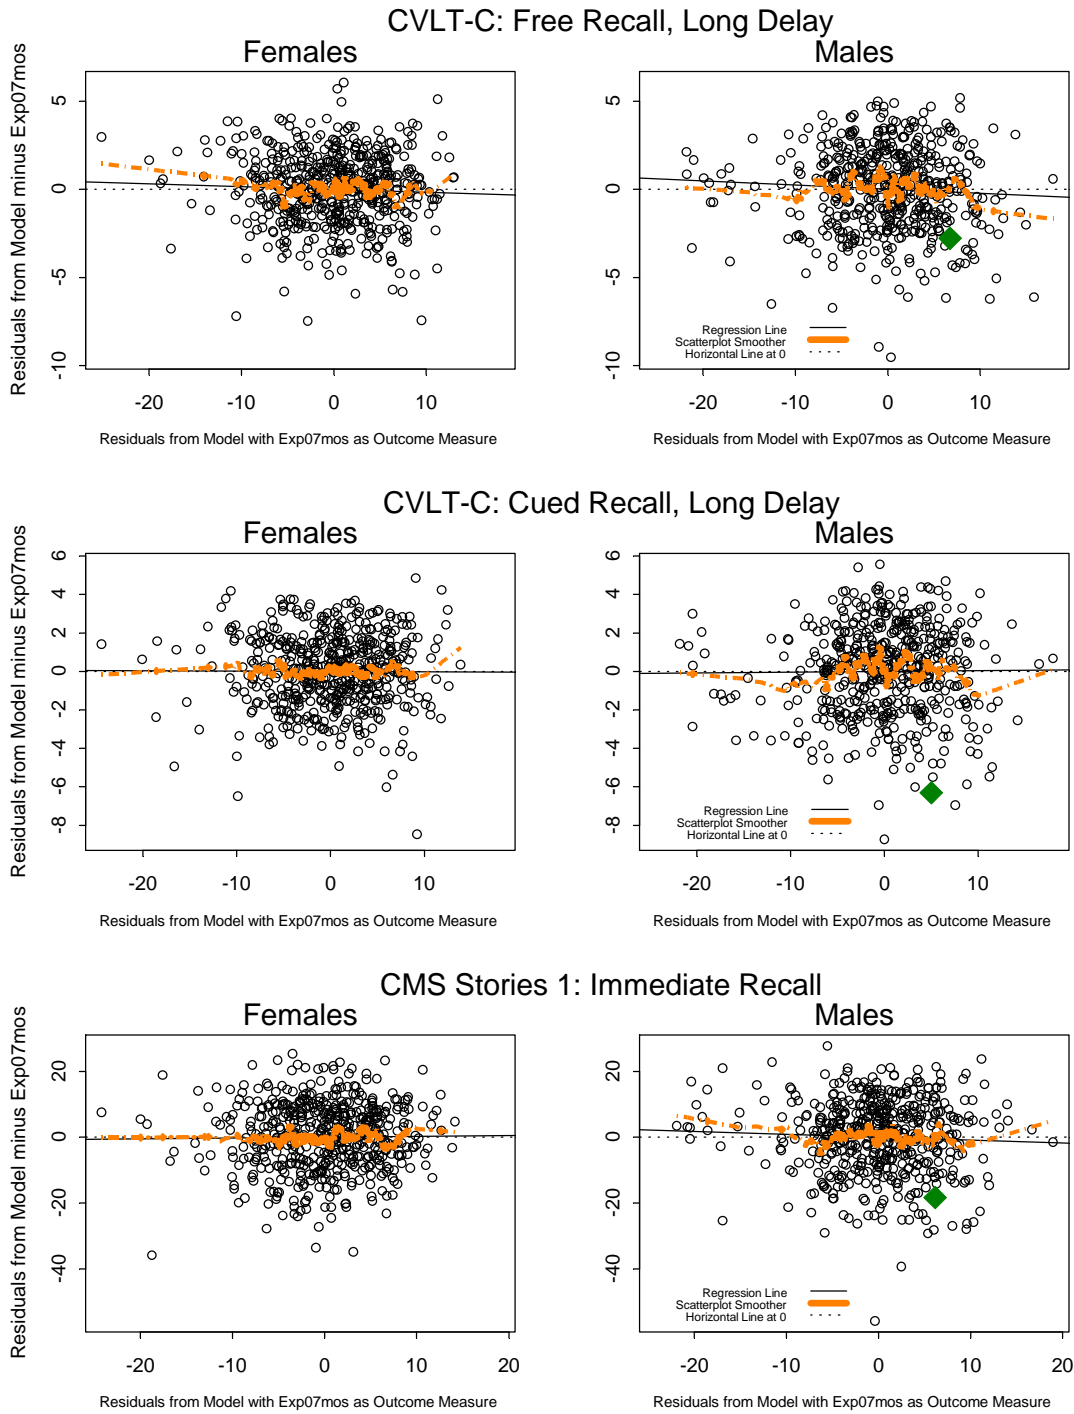 CVLT-C: Free Recall, Long Delay
Females
Males
Residuals from Model minus Exp07mos
5
0
-5
-10
5
0
-5
-10
Regression Line
Scatterplot Smoother
Horizontal Line at 0
-20 -10 0 10
-20 -10 0 10
Residuals from Model with Exp07mos as Outcome Measure
Residuals from Model with Exp07mos as Outcome Measure
CVLT-C: Cued Recall, Long Delay
Females
Males
Residuals from Model minus Exp07mos
6
4
2
0
-2
-4
-6
-8
6
4
2
0
-2
-4
-6
-8
Regression Line
Scatterplot Smoother
Horizontal Line at 0
-20 -10 0 10
-20 -10 0 10
Residuals from Model with Exp07mos as Outcome Measure
Residuals from Model with Exp07mos as Outcome Measure
CMS Stories 1: Immediate Recall
Females
Males
Residuals from Model minus Exp07mos
20
0
-20
-40
20
0
-20
-40
Regression Line
Scatterplot Smoother
Horizontal Line at 0
-20 -10 0 10 20
-20 -10 0 10 20
Residuals from Model with Exp07mos as Outcome Measure
Residuals from Model with Exp07mos as Outcome Measure